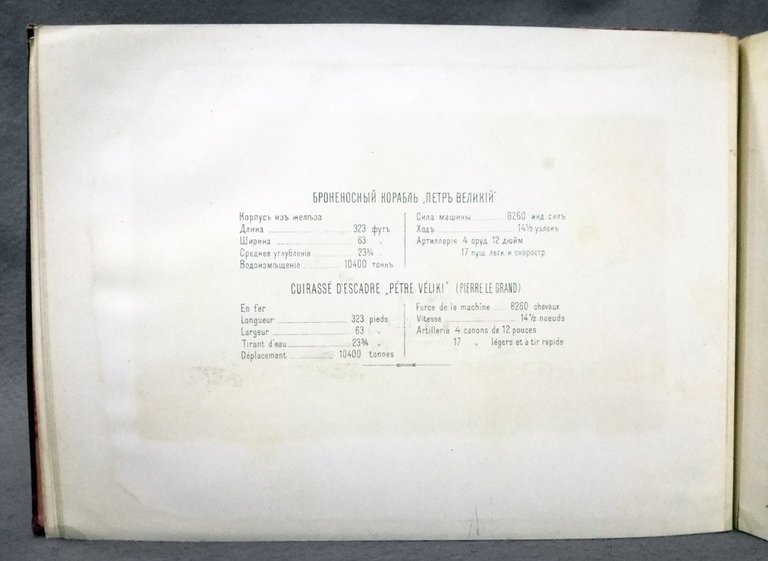 БРОНЕНОСНЫЙ КОРАБЛЬ „ПЕТРЪ ВЕЛИКІЙ“
Корпусъ изъ желѣза
Длина 323 футъ
Ширина 63 „
Среднее углубленіе 23¾ „
Водоизмѣщеніе 10400 тоннъ
Сила машины 8260 инд. силъ
Ходъ 14½ узловъ
Артиллерія 4 оруд. 12 дюйм
17 пуш. легк. и скоростр
CUIRASSÉ D'ESCADRE „PÉTRE VÉLIKI“ (PIERRE LE GRAND)
En fer
Longueur 323 pieds
Largeur 63 „
Tirant d'eau 23¾ „
Déplacement 10400 tonnes
Force de la machine 8260 chevaux
Vitesse 14½ noeuds
Artillerie 4 canons de 12 pouces
17 „ légers et à tir rapide